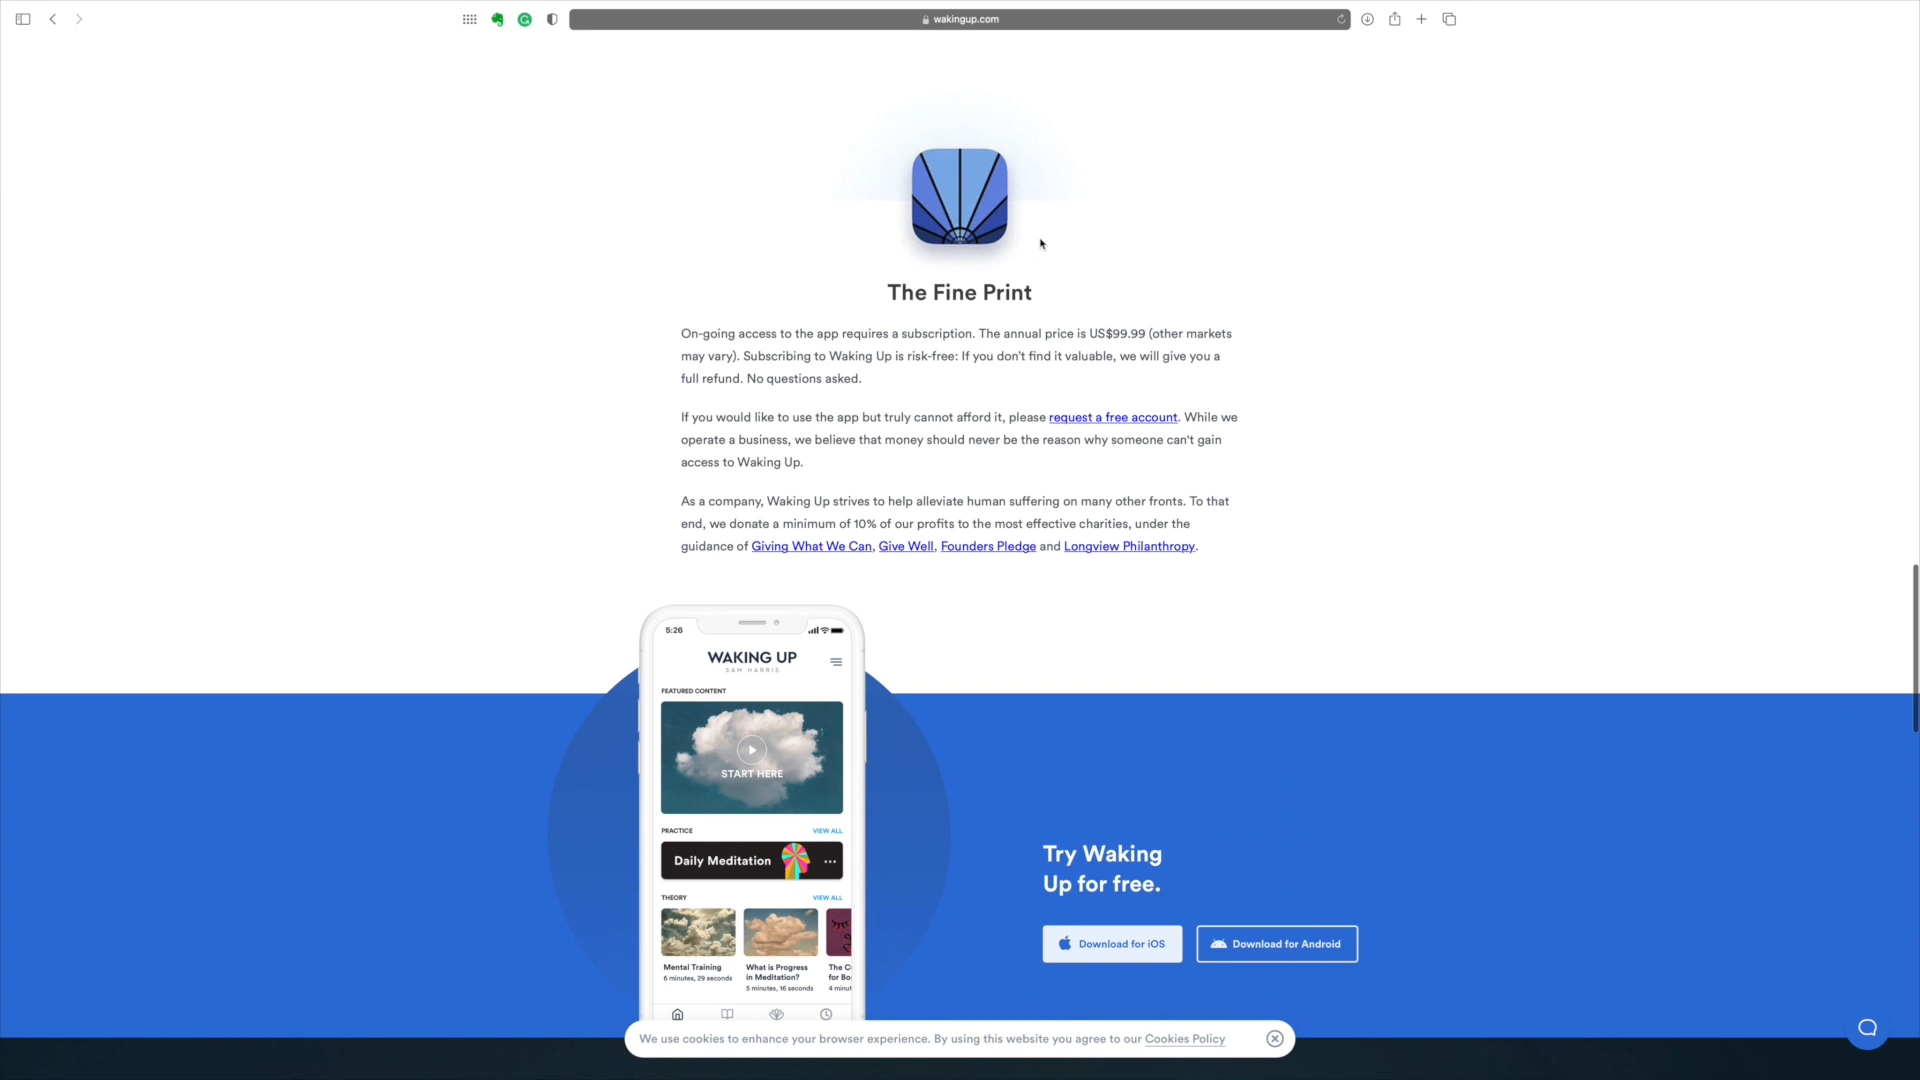 wakingup.com
The Fine Print
On-going access to the app requires a subscription. The annual price is US$99.99 (other markets
may vary). Subscribing to Waking Up is risk-free: If you don't find it valuable, we will give you a
full refund. No questions asked.
If you would like to use the app but truly cannot afford it, please request a free account. While we
operate a business, we believe that money should never be the reason why someone can't gain
access to Waking Up.
As a company, Waking Up strives to help alleviate human suffering on many other fronts. To that
end, we donate a minimum of 10% of our profits to the most effective charities, under the
guidance of Giving What We Can, Give Well, Founders Pledge and Longview Philanthropy.
5:26
WAKING UP
SAM HARRIS
FEATURED CONTENT
START HERE
PRACTICE VIEW ALL
Daily Meditation
THEORY VIEW ALL
Mental Training
6 minutes, 29 seconds
What is Progress
in Meditation?
5 minutes, 16 seconds
The C
for Bo
4 minut
Try Waking
Up for free.
Download for iOS
Download for Android
We use cookies to enhance your browser experience. By using this website you agree to our Cookies Policy